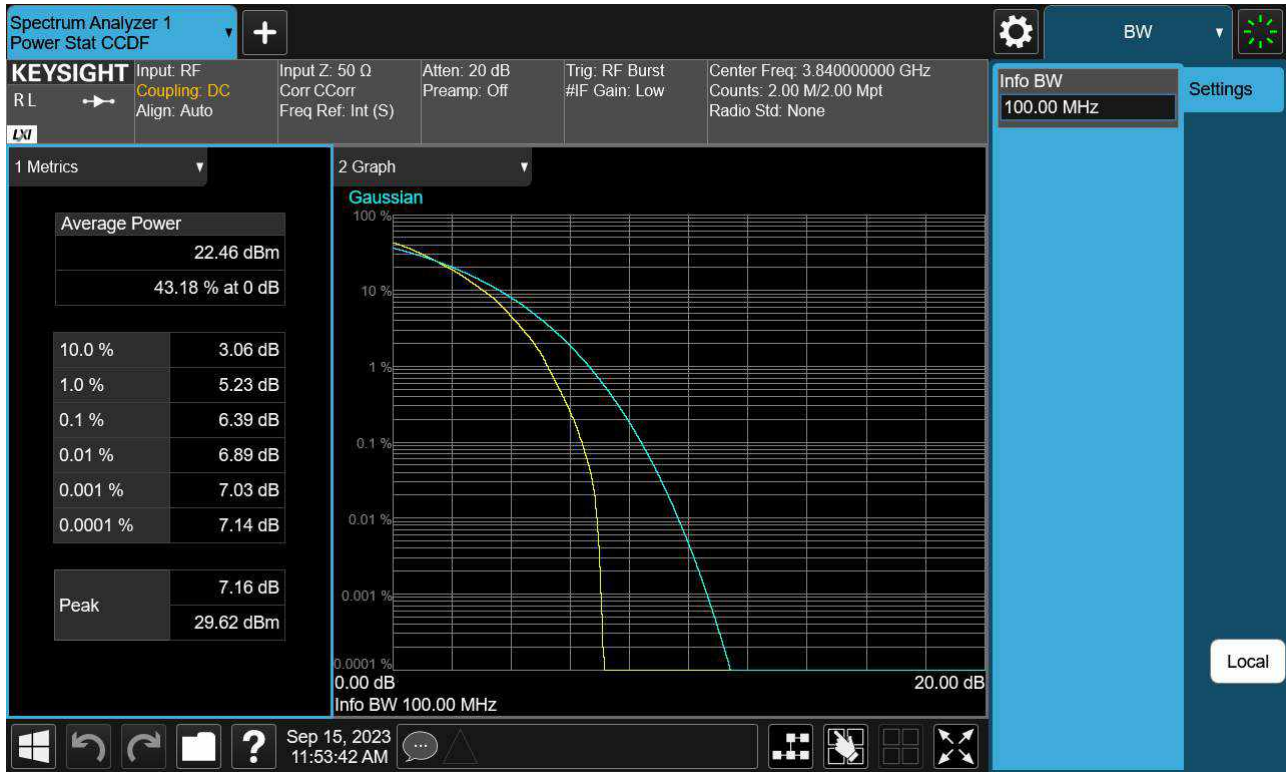 Spectrum Analyzer 1
Power Stat CCDF
+
BW
KEYSIGHT
RL
LXI
Input: RF
Coupling: DC
Align: Auto
Input Z: 50 Ω
Corr CCorr
Freq Ref: Int (S)
Atten: 20 dB
Preamp: Off
Trig: RF Burst
#IF Gain: Low
Center Freq: 3.840000000 GHz
Counts: 2.00 M/2.00 Mpt
Radio Std: None
Info BW
100.00 MHz
Settings
1 Metrics
Average Power
22.46 dBm
43.18 % at 0 dB
10.0 % 3.06 dB
1.0 % 5.23 dB
0.1 % 6.39 dB
0.01 % 6.89 dB
0.001 % 7.03 dB
0.0001 % 7.14 dB
Peak
7.16 dB
29.62 dBm
2 Graph
Gaussian
100 %
10 %
1 %
0.1 %
0.01 %
0.001 %
0.0001 %
0.00 dB 20.00 dB
Info BW 100.00 MHz
Local
?
Sep 15, 2023
11:53:42 AM